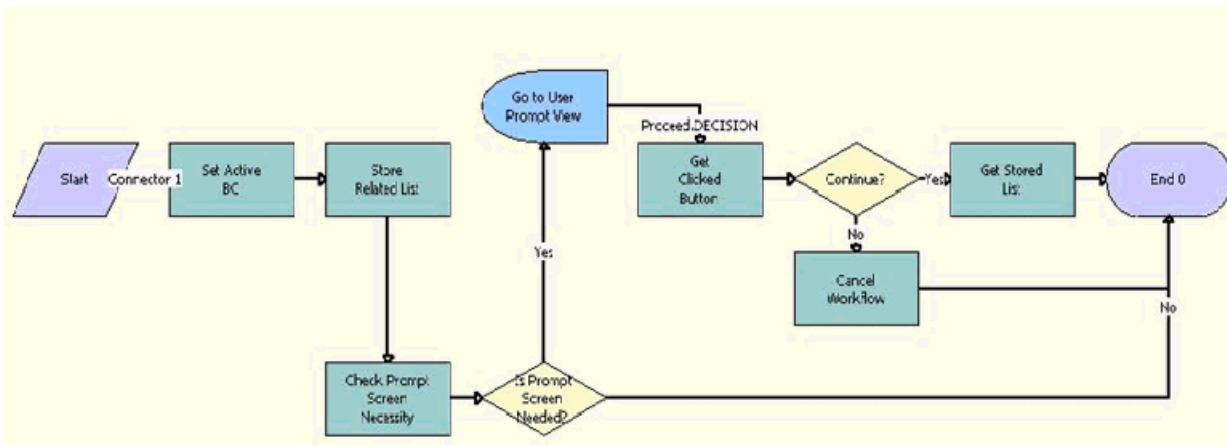 Go to User
Prompt View
Proceed.DECISION
Start
Connector 1
Set Active
BC
Store
Related List
Get
Clicked
Button
Continue?
Yes
Get Stored
List
End 0
No
Yes
Cancel
Workflow
No
Check Prompt
Screen
Necessity
Is Prompt
Screen
Needed?